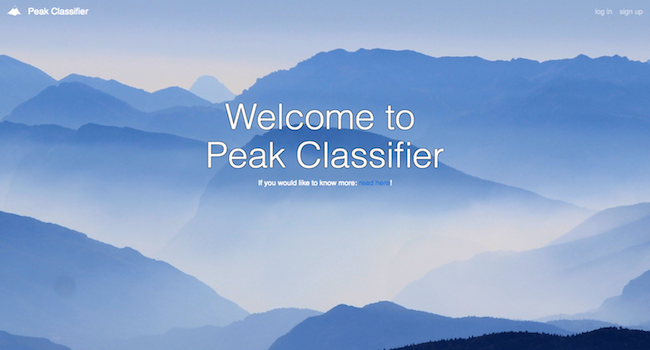 Peak Classifier
log in sign up
Welcome to
Peak Classifier
If you would like to know more: read here!